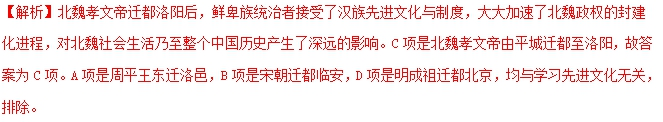 【解析】北魏孝文帝迁都洛阳后，鲜卑族统治者接受了汉族先进文化与制度，大大加速了北魏政权的封建
化进程，对北魏社会生活乃至整个中国历史产生了深远的影响。C 项是北魏孝文帝由平城迁都至洛阳，故答
案为 C 项。A 项是周平王东迁洛邑，B 项是宋朝迁都临安，D 项是明成祖迁都北京，均与学习先进文化无关，
排除。